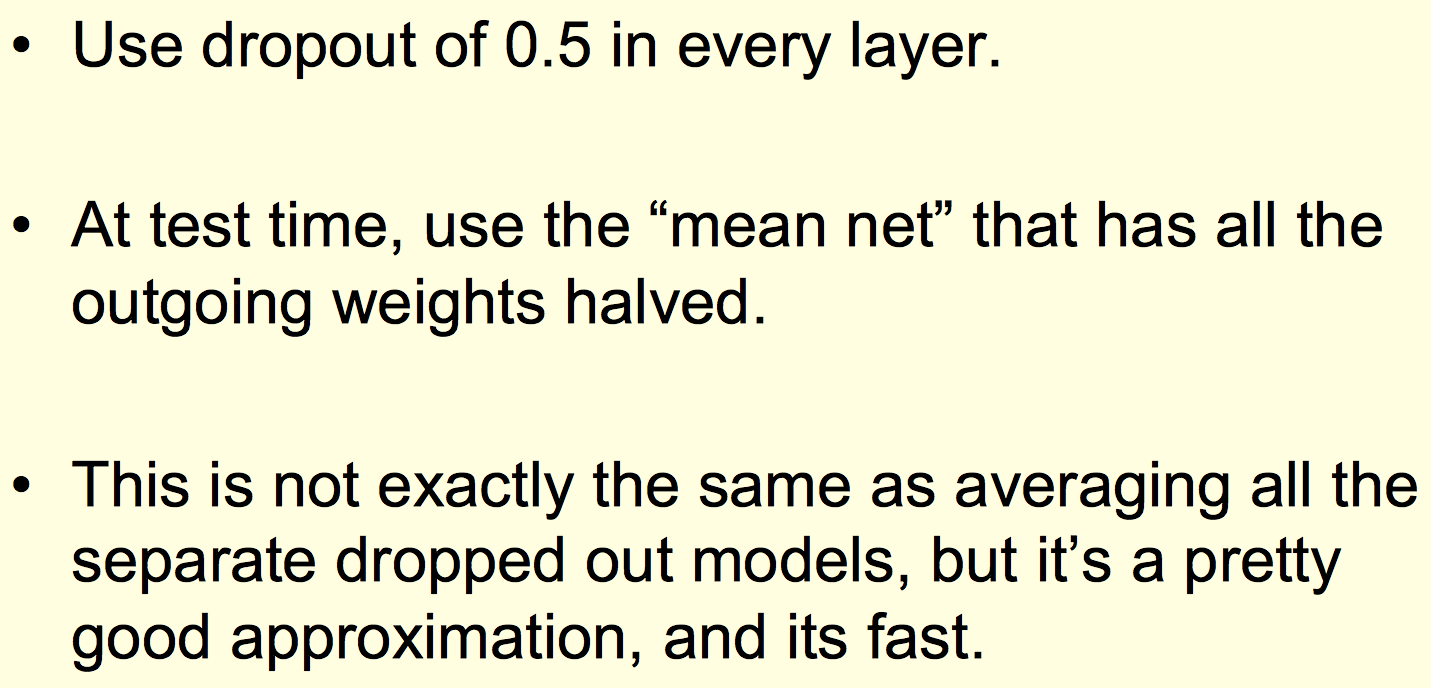 • Use dropout of 0.5 in every layer.
• At test time, use the “mean net” that has all the
outgoing weights halved.
• This is not exactly the same as averaging all the
separate dropped out models, but it’s a pretty
good approximation, and its fast.